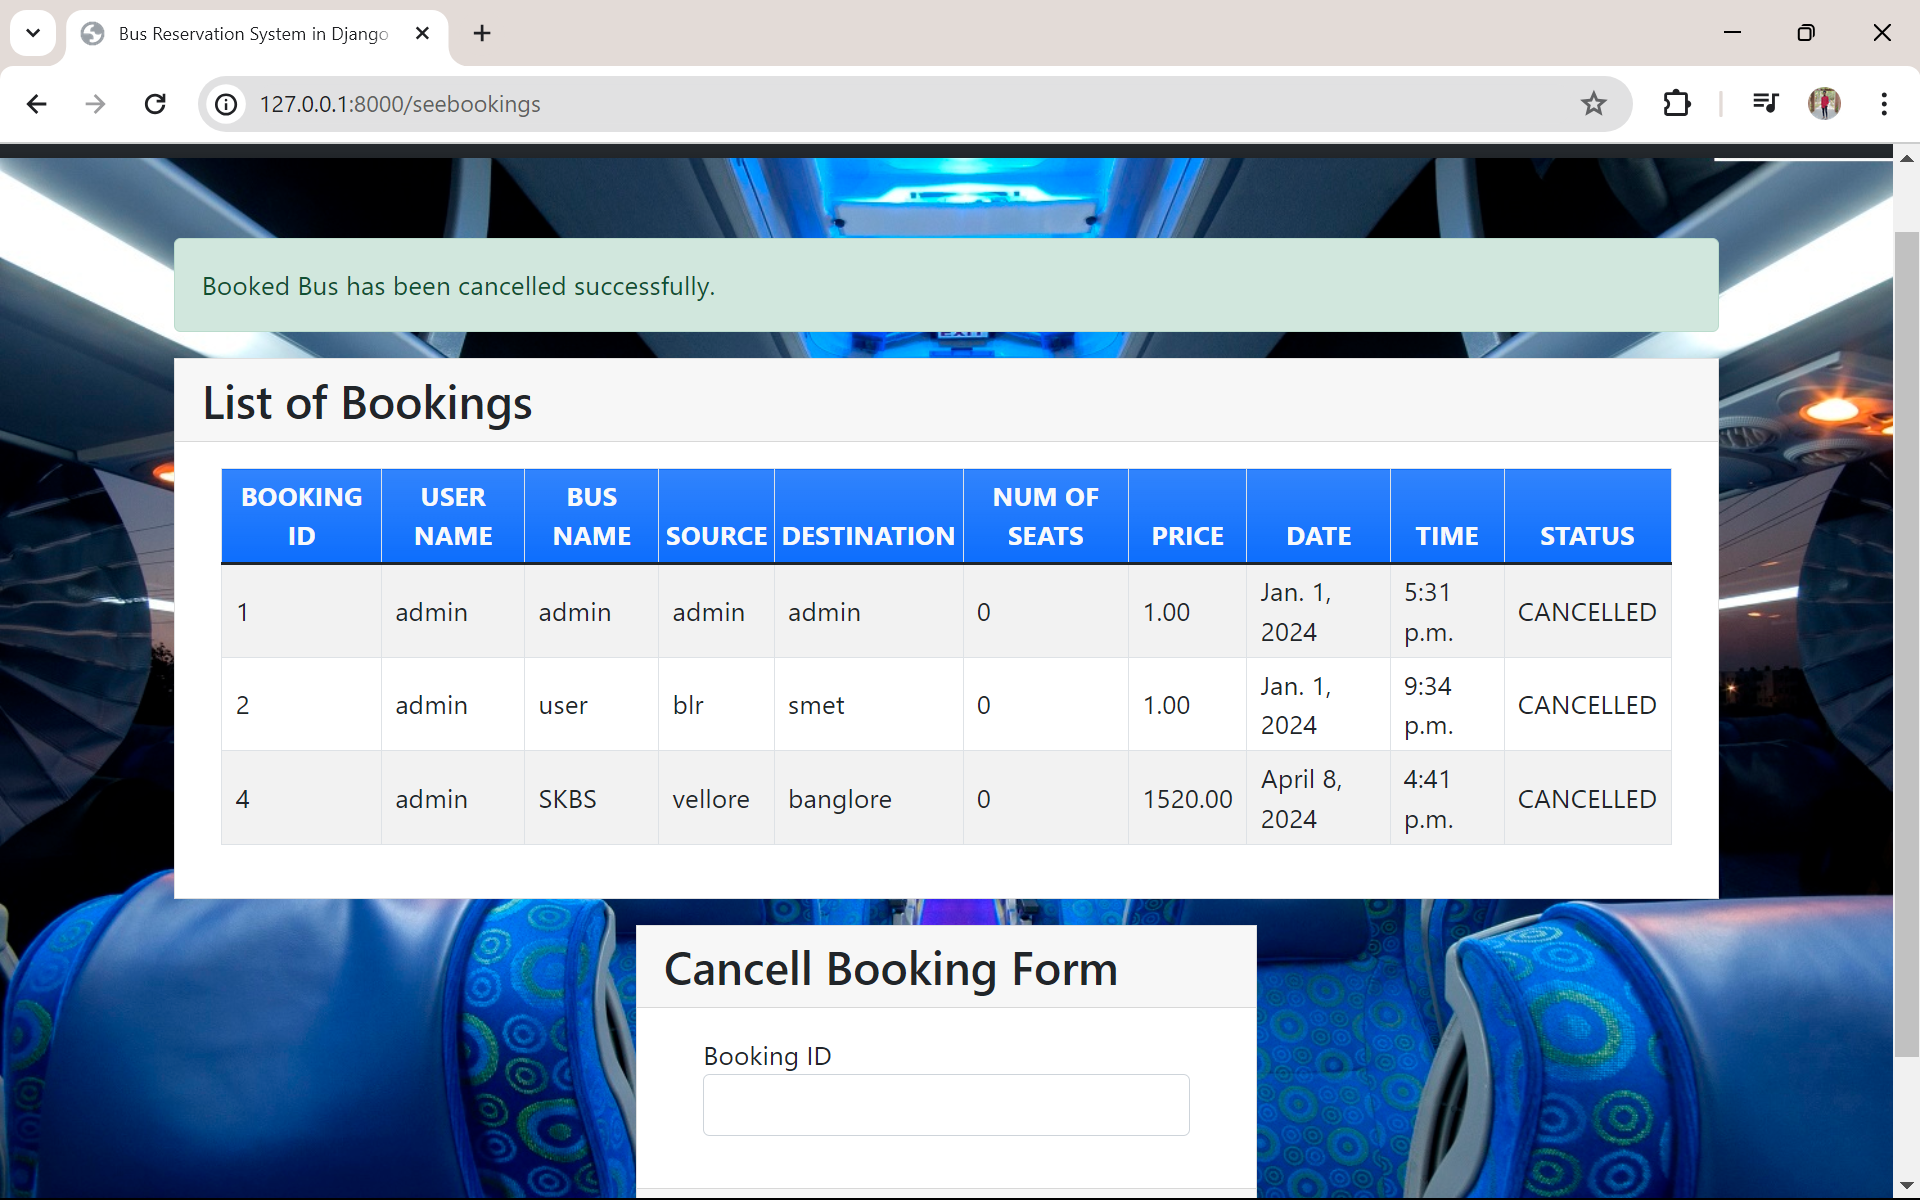 Bus Reservation System in Django
127.0.0.1:8000/seebookings
Booked Bus has been cancelled successfully.
List of Bookings
BOOKING ID USER NAME BUS NAME SOURCE DESTINATION NUM OF SEATS PRICE DATE TIME STATUS
1 admin admin admin admin 0 1.00 Jan. 1, 2024 5:31 p.m. CANCELLED
2 admin user blr smet 0 1.00 Jan. 1, 2024 9:34 p.m. CANCELLED
4 admin SKBS vellore banglore 0 1520.00 April 8, 2024 4:41 p.m. CANCELLED
Cancell Booking Form
Booking ID